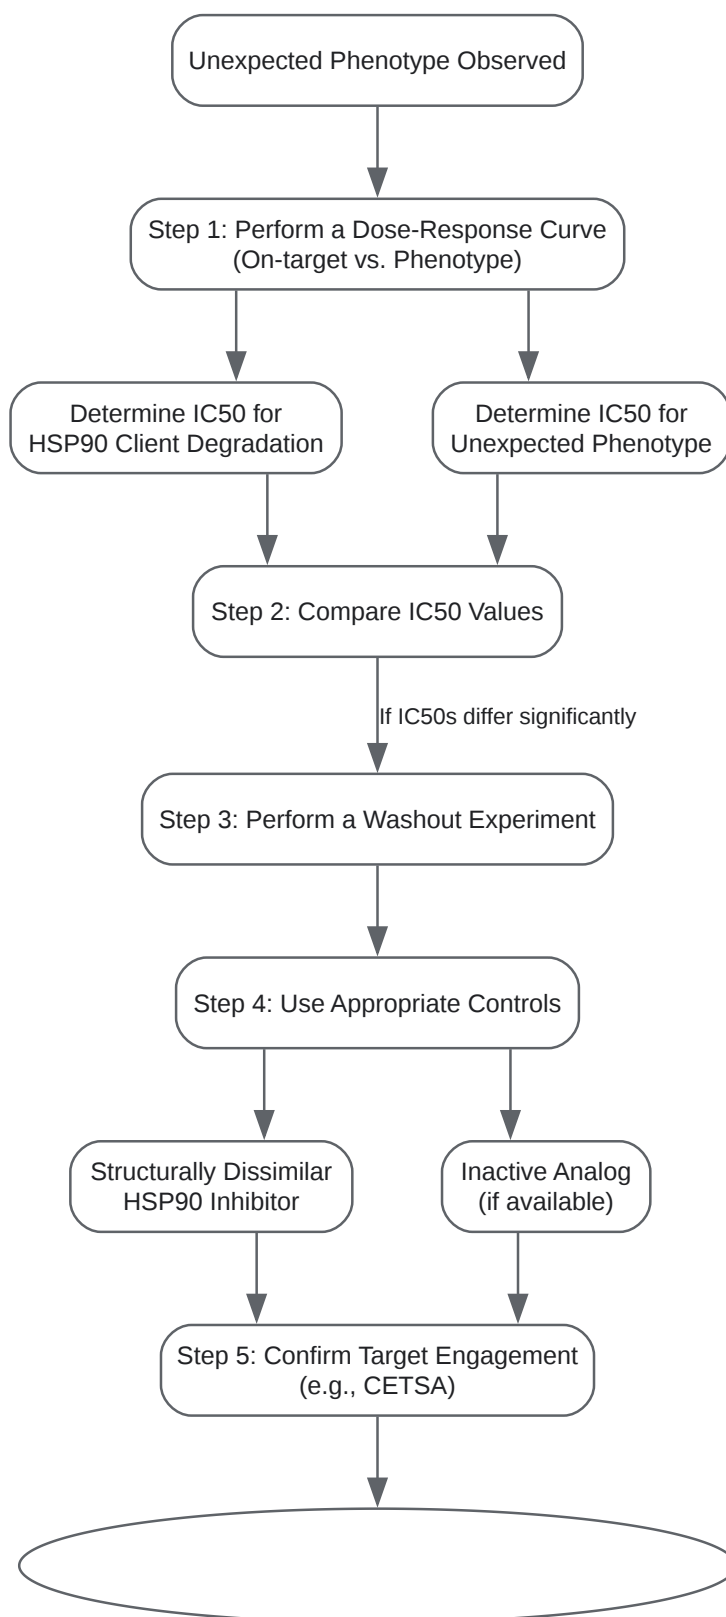 Unexpected Phenotype Observed
Step 1: Perform a Dose-Response Curve
(On-target vs. Phenotype)
Determine IC50 for
HSP90 Client Degradation
Determine IC50 for
Unexpected Phenotype
Step 2: Compare IC50 Values
If IC50s differ significantly
Step 3: Perform a Washout Experiment
Step 4: Use Appropriate Controls
Structurally Dissimilar
HSP90 Inhibitor
Inactive Analog
(if available)
Step 5: Confirm Target Engagement
(e.g., CETSA)